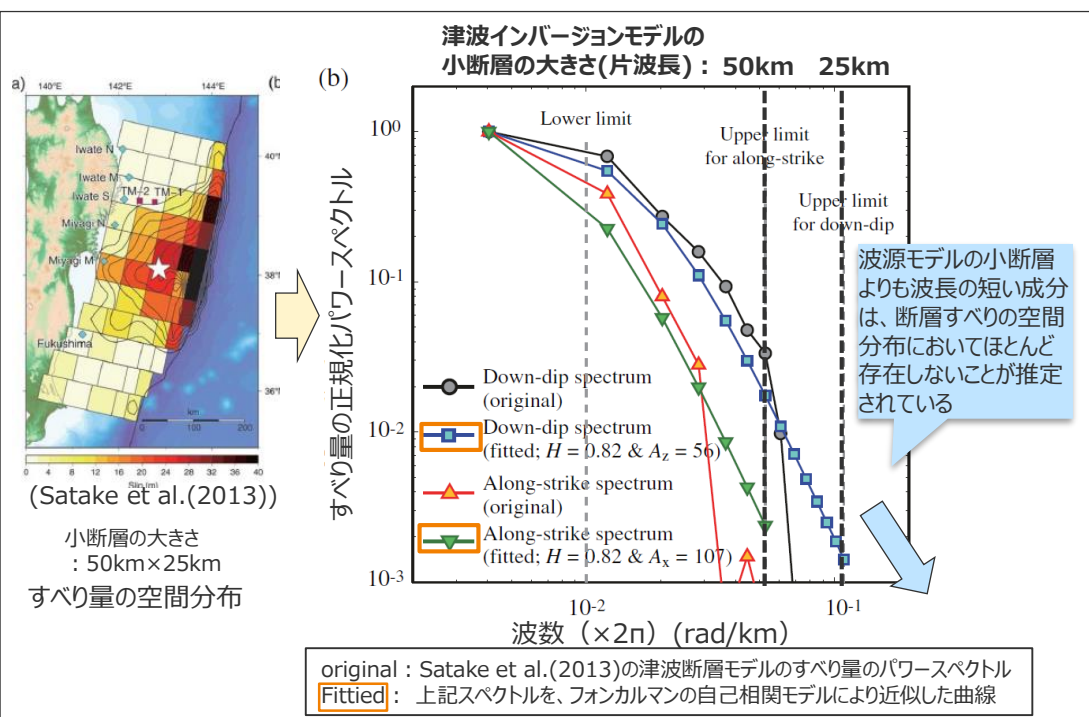 津波インバージョンモデルの
小断層の大きさ(片波長)： 50km 25km
a)
140°E
142°E
144°E
(b
Iwate N
Iwate M
Iwate S
TM-2
TM-1
Miyagi N
Miyagi M
Fukushima
40°
38°
36°
km
0 100 200
0 4 8 12 16 20 24 28 32 36 40
Slip (m)
(Satake et al.(2013))
小断層の大きさ
：50km×25km
すべり量の空間分布
(b)
すべり量の正規化パワースペクトル
10⁰
10⁻¹
10⁻²
10⁻³
Lower limit
Upper limit
for along-strike
Upper limit
for down-dip
Down-dip spectrum
(original)
Down-dip spectrum
(fitted; H = 0.82 & Az = 56)
Along-strike spectrum
(original)
Along-strike spectrum
(fitted; H = 0.82 & Ax = 107)
10-2
10-1
波数（×2π）(rad/km)
波源モデルの小断層
よりも波長の短い成分
は、断層すべりの空間
分布においてほとんど
存在しないことが推定
されている
original：Satake et al.(2013)の津波断層モデルのすべり量のパワースペクトル
Fittied： 上記スペクトルを、フォンカルマンの自己相関モデルにより近似した曲線